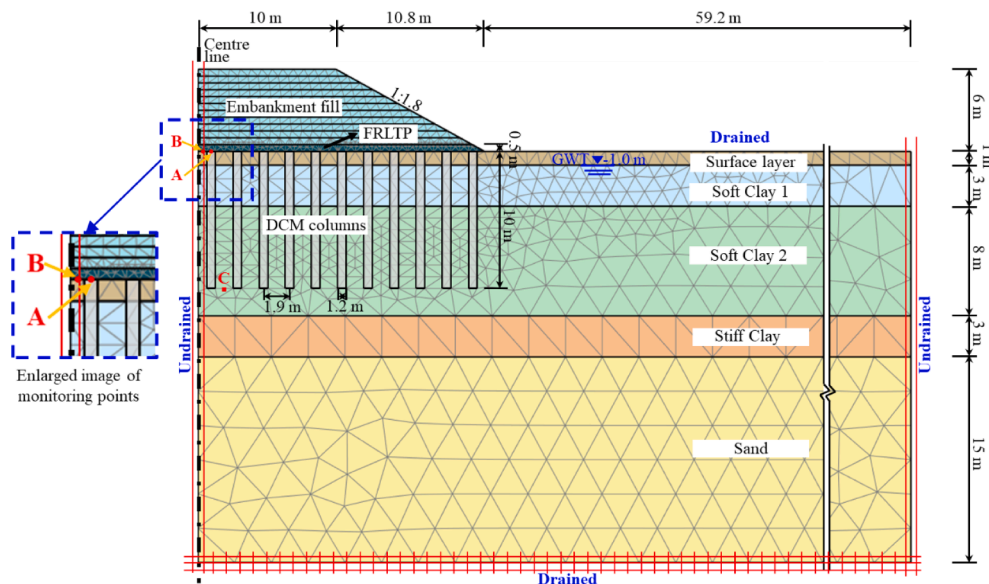 10 m
10.8 m
59.2 m
Centre
line
1:1.8
Embankment fill
6 m
FRLTP
0.5 m
Drained
B
A
GWT -1.0 m
Surface layer
1 m
Soft Clay 1
3 m
DCM columns
10 m
Soft Clay 2
8 m
C
1.9 m
1.2 m
B
A
Undrained
Stiff Clay
3 m
Undrained
Enlarged image of
monitoring points
Sand
15 m
Drained